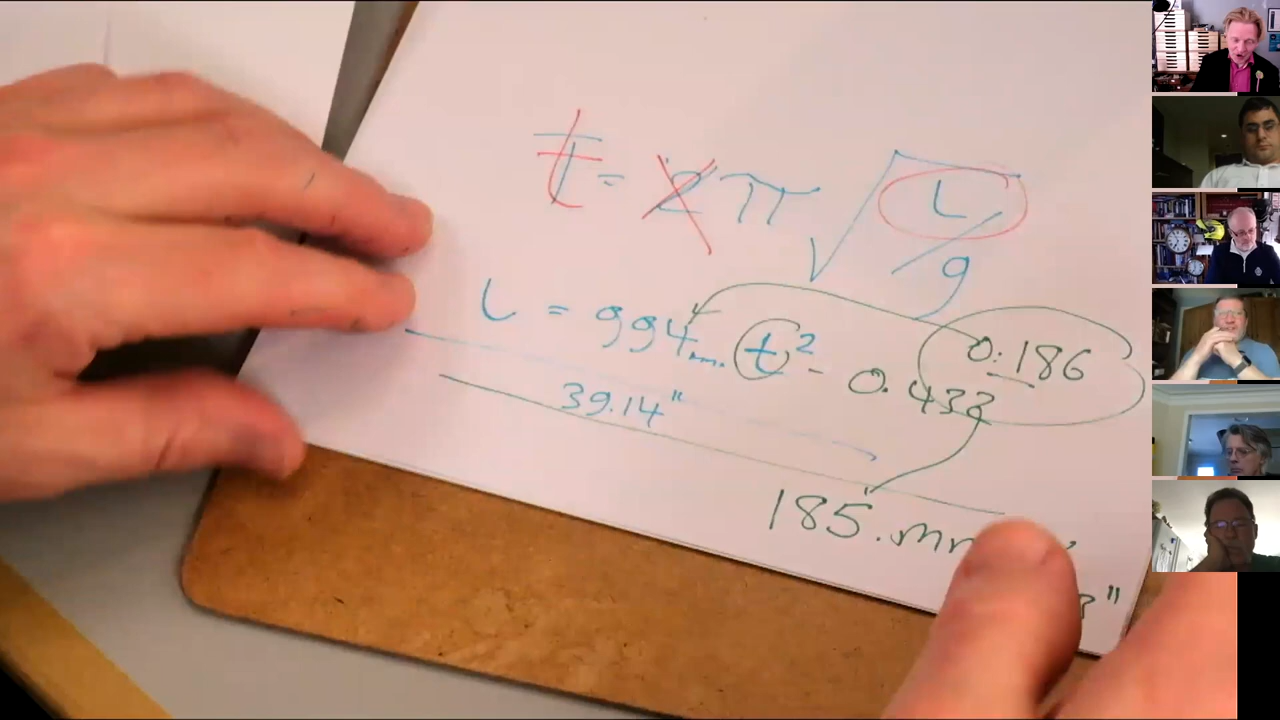 t = 2π√L/g
L = 994mm. t² - 0.433
0.186
39.14"
185.mm
"